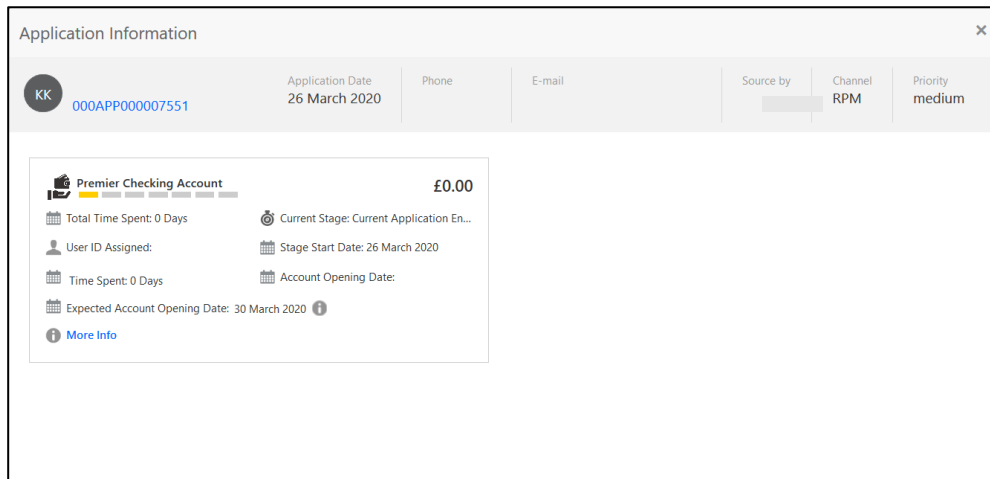 Application Information
×
KK
000APP000007551
Application Date
26 March 2020
Phone
E-mail
Source by
Channel
RPM
Priority
medium
Premier Checking Account
£0.00
Total Time Spent: 0 Days
Current Stage: Current Application En...
User ID Assigned:
Stage Start Date: 26 March 2020
Time Spent: 0 Days
Account Opening Date:
Expected Account Opening Date: 30 March 2020
More Info